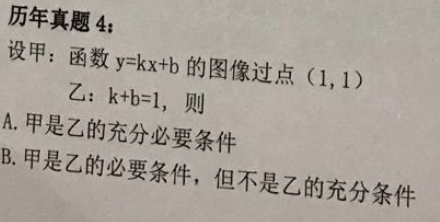 历年真题 4:
设甲: 函数 y=kx+b 的图像过点 (1,1)
乙: k+b=1, 则
A.甲是乙的充分必要条件
B.甲是乙的必要条件，但不是乙的充分条件